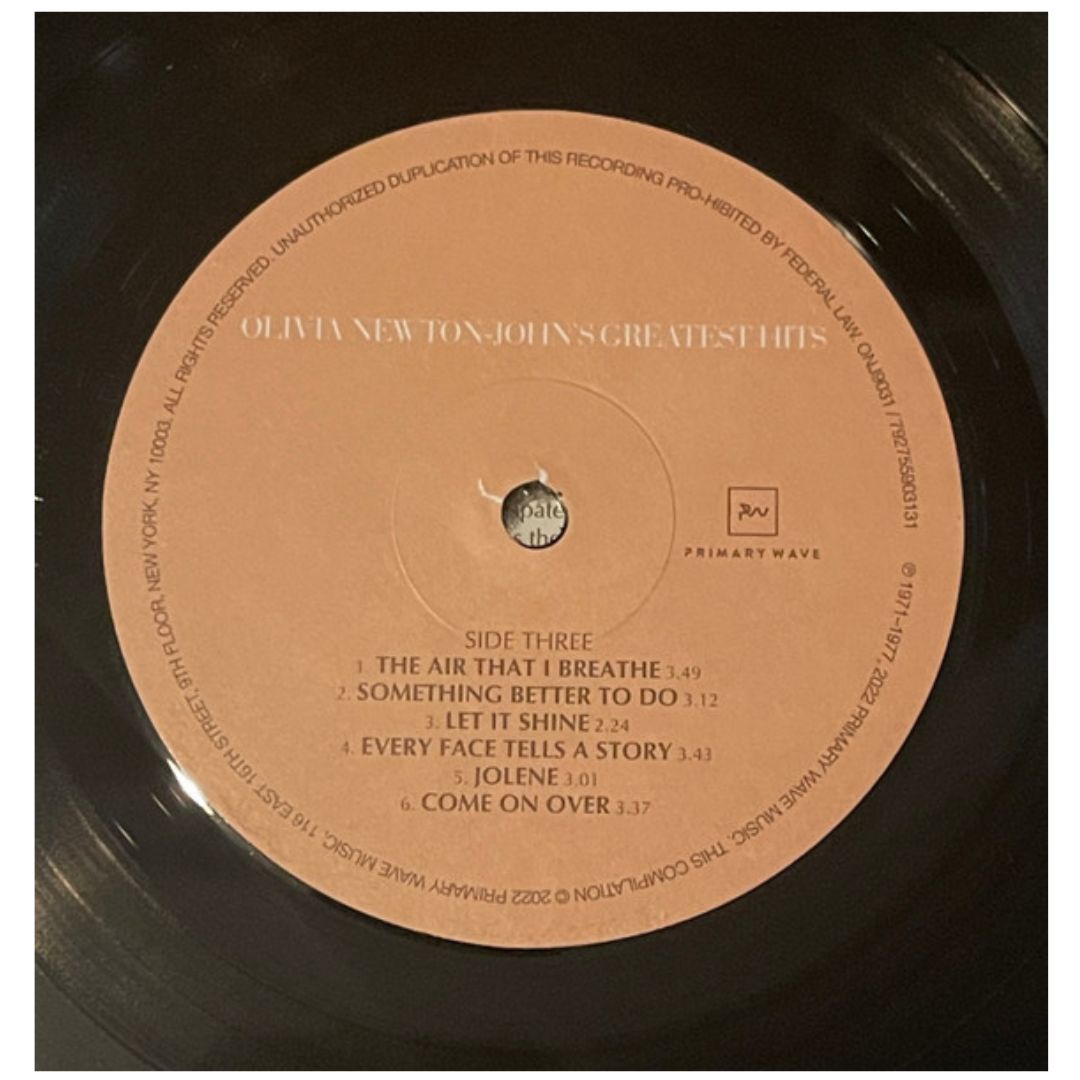 OLIVIA NEWTON-JOHN'S GREATEST HITS
PRIMARY WAVE
SIDE THREE
1. THE AIR THAT I BREATHE 3.49
2. SOMETHING BETTER TO DO 3.12
3. LET IT SHINE 2.24
4. EVERY FACE TELLS A STORY 3.43
5. JOLENE 3.01
6. COME ON OVER 3.37
℗ 1971-1977, 2022 PRIMARY WAVE MUSIC. THIS COMPILATION © 2022 PRIMARY WAVE MUSIC, 116 EAST 16TH STREET, 9TH FLOOR, NEW YORK, NY 10003. ALL RIGHTS RESERVED. UNAUTHORIZED DUPLICATION OF THIS RECORDING PRO-HIBITED BY FEDERAL LAW. ONJ9031 / 792755903131